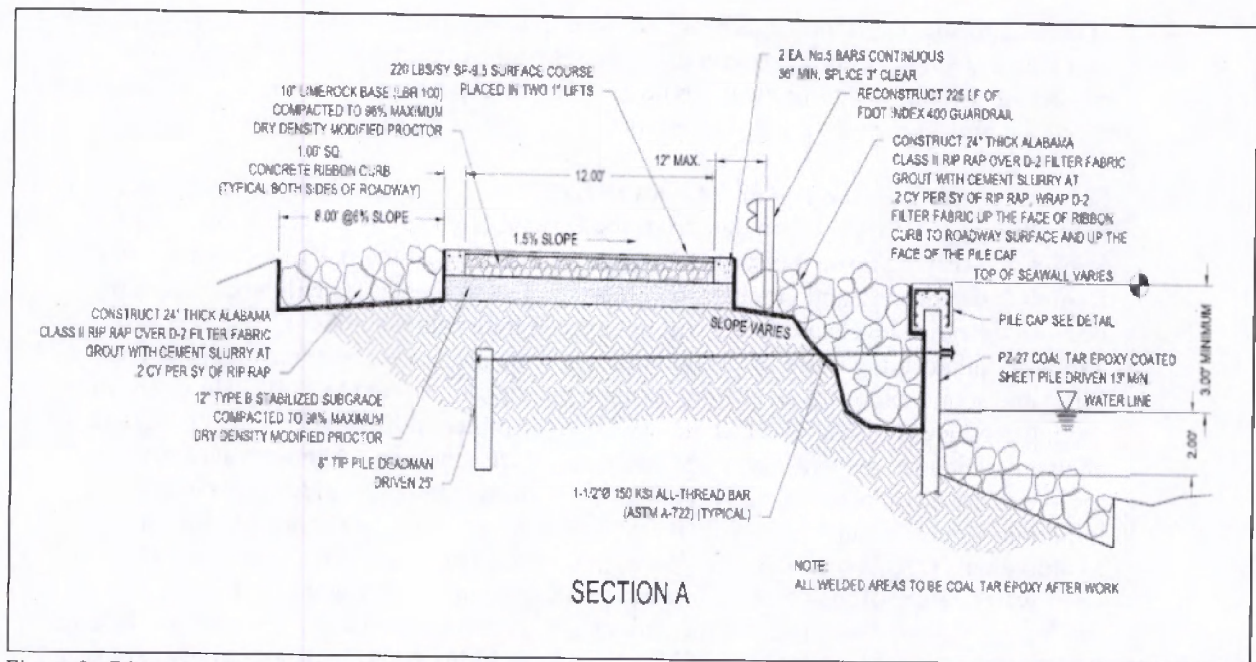 220 LBS/SY SP-9.5 SURFACE COURSE
PLACED IN TWO 1" LIFTS
10" LIMEROCK BASE (LBR 100)
COMPACTED TO 98% MAXIMUM
DRY DENSITY MODIFIED PROCTOR
1.00' SQ.
CONCRETE RIBBON CURB
(TYPICAL BOTH SIDES OF ROADWAY)
8.00' @6% SLOPE
12.00'
12" MAX.
1.5% SLOPE
2 EA. No.5 BARS CONTINUOUS
36" MIN. SPLICE 3" CLEAR
RECONSTRUCT 225 LF OF
FDOT INDEX 400 GUARDRAIL
CONSTRUCT 24" THICK ALABAMA
CLASS II RIP RAP OVER D-2 FILTER FABRIC
GROUT WITH CEMENT SLURRY AT
.2 CY PER SY OF RIP RAP, WRAP D-2
FILTER FABRIC UP THE FACE OF RIBBON
CURB TO ROADWAY SURFACE AND UP THE
FACE OF THE PILE CAP
TOP OF SEAWALL VARIES
PILE CAP SEE DETAIL
PZ-27 COAL TAR EPOXY COATED
SHEET PILE DRIVEN 13' MIN.
WATER LINE
3.00' MINIMUM
2.00'
SLOPE VARIES
CONSTRUCT 24" THICK ALABAMA
CLASS II RIP RAP OVER D-2 FILTER FABRIC
GROUT WITH CEMENT SLURRY AT
.2 CY PER SY OF RIP RAP
12" TYPE B STABILIZED SUBGRADE
COMPACTED TO 98% MAXIMUM
DRY DENSITY MODIFIED PROCTOR
8" TIP PILE DEADMAN
DRIVEN 25'
1-1/2"Ø 150 KSI ALL-THREAD BAR
(ASTM A-722) (TYPICAL)
NOTE:
ALL WELDED AREAS TO BE COAL TAR EPOXY AFTER WORK
SECTION A